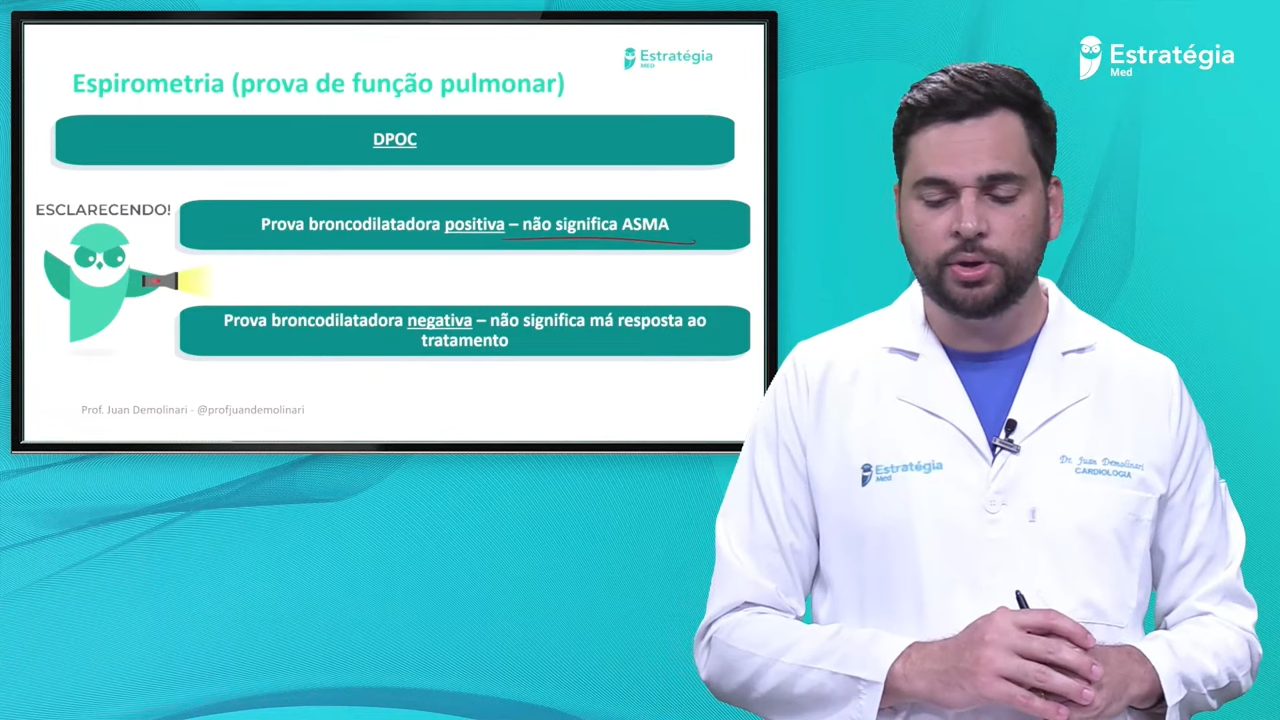 Estratégia
MED
Espirometria (prova de função pulmonar)
DPOC
ESCLARECENDO!
Prova broncodilatadora positiva – não significa ASMA
Prova broncodilatadora negativa – não significa má resposta ao
tratamento
Prof. Juan Demolinari - @profjuandemolinari
Estratégia
Med
Estratégia
Med
Dr. Juan Demolinari
CARDIOLOGIA